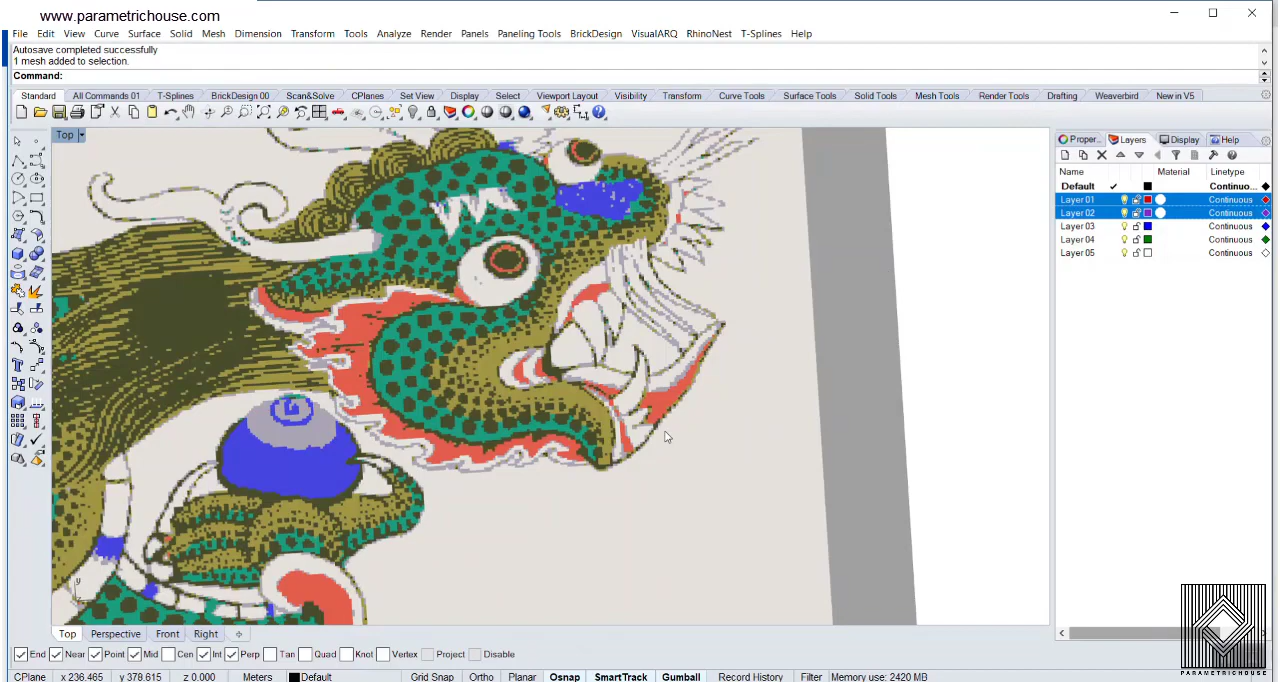 www.parametrichouse.com
File Edit View Curve Surface Solid Mesh Dimension Transform Tools Analyze Render Panels Paneling Tools BrickDesign VisualARQ RhinoNest T-Splines Help
Autosave completed successfully
1 mesh added to selection.
Command:
Standard All Commands 01 T-Splines BrickDesign 00 Scan&Solve CPlanes Set View Display Select Viewport Layout Visibility Transform Curve Tools Surface Tools Solid Tools Mesh Tools Render Tools Drafting Weaverbird New in V5
Top
Proper... Layers Display Help
Name Material Linetype
Default Continuo...
Layer 01 Continuous
Layer 02 Continuous
Layer 03 Continuous
Layer 04 Continuous
Layer 05 Continuous
y
Top Perspective Front Right
PARAMETRICHOUSE
End Near Point Mid Cen Int Perp Tan Quad Knot Vertex Project Disable
CPlane x 236.465 y 378.615 z 0.000 Meters Default Grid Snap Ortho Planar Osnap SmartTrack Gumball Record History Filter Memory use: 2420 MB